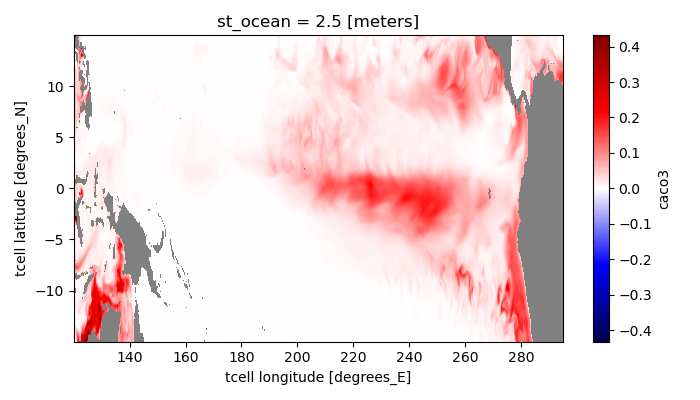 st_ocean = 2.5 [meters]
10
5
0
−5
−10
tcell latitude [degrees_N]
140 160 180 200 220 240 260 280
tcell longitude [degrees_E]
0.4
0.3
0.2
0.1
0.0
−0.1
−0.2
−0.3
−0.4
caco3